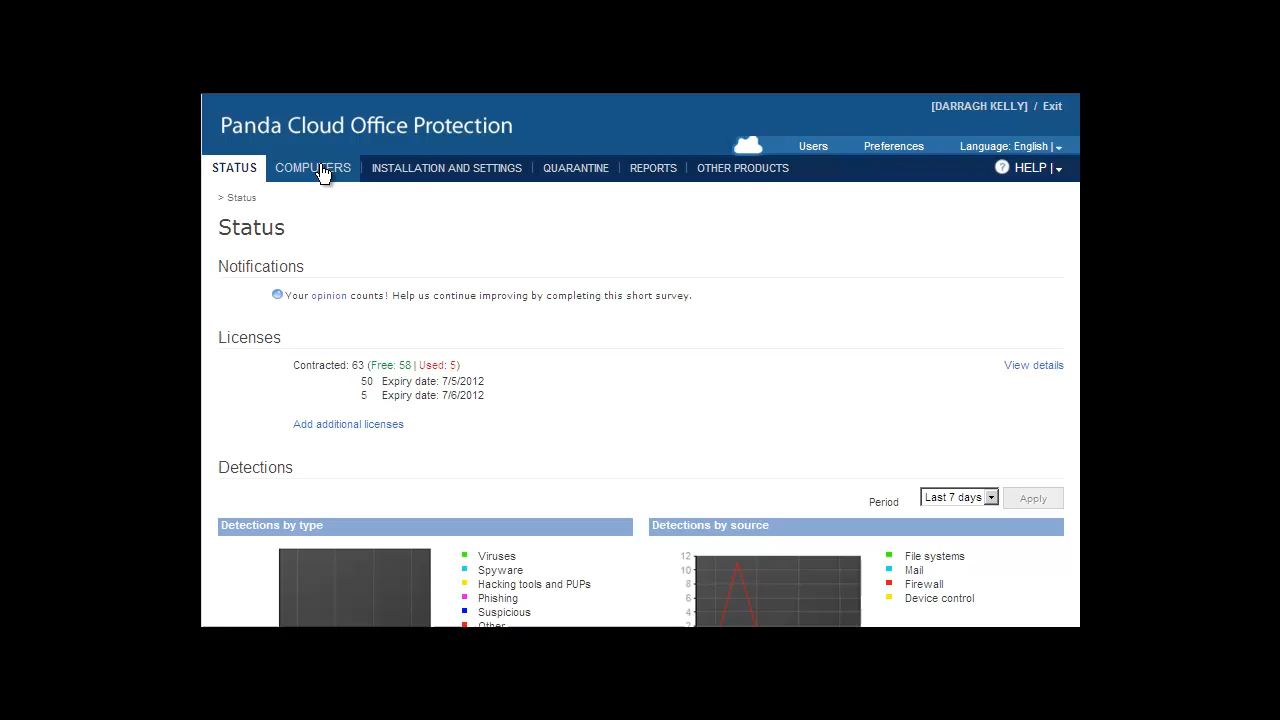 [DARRAGH KELLY] / Exit
Panda Cloud Office Protection
Users Preferences Language: English |
STATUS COMPUTERS INSTALLATION AND SETTINGS QUARANTINE REPORTS OTHER PRODUCTS ? HELP |
> Status
Status
Notifications
Your opinion counts! Help us continue improving by completing this short survey.
Licenses
Contracted: 63 (Free: 58 | Used: 5) View details
50 Expiry date: 7/5/2012
5 Expiry date: 7/6/2012
Add additional licenses
Detections
Period Last 7 days Apply
Detections by type Detections by source
Viruses
Spyware
Hacking tools and PUPs
Phishing
Suspicious
Other
12
10
8
6
4
2
File systems
Mail
Firewall
Device control